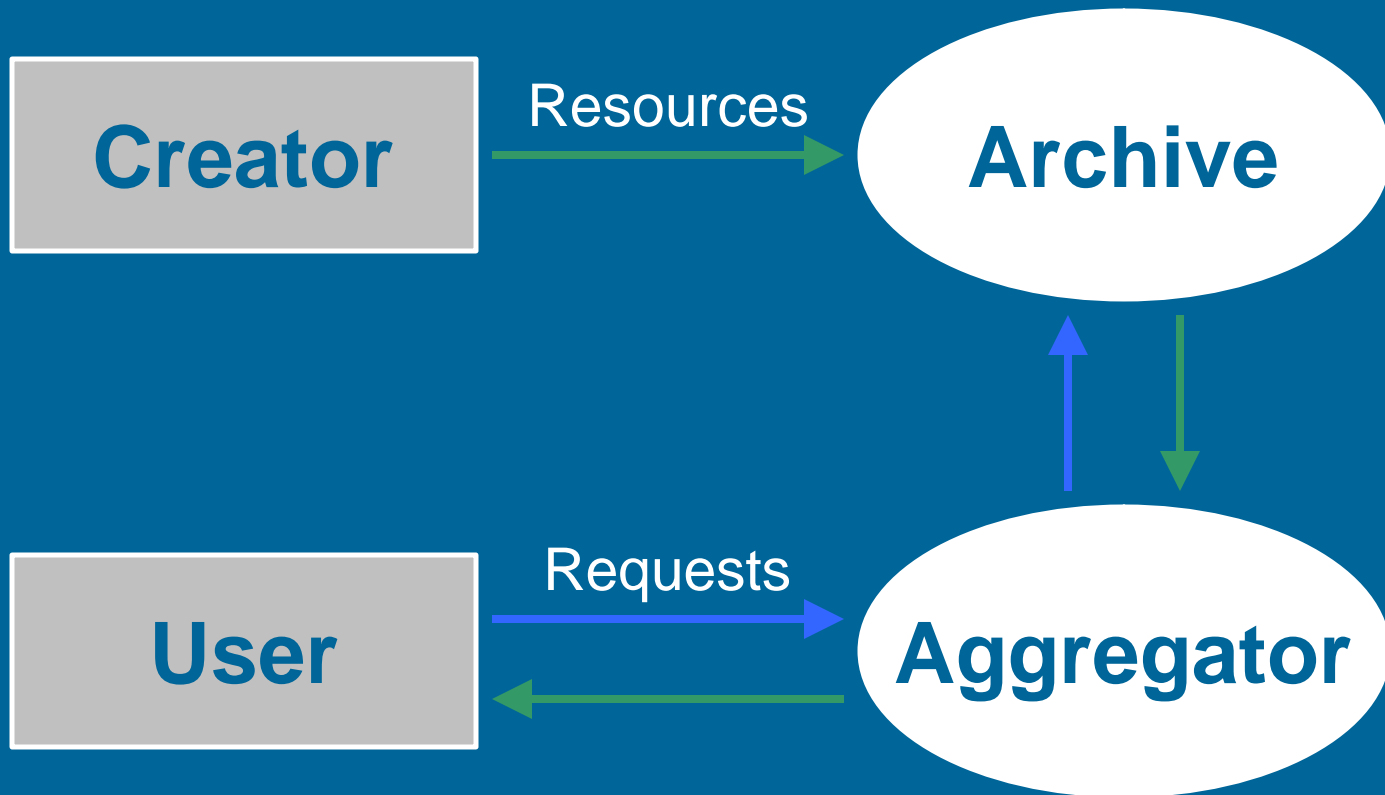 Creator
Resources
Archive
User
Requests
Aggregator